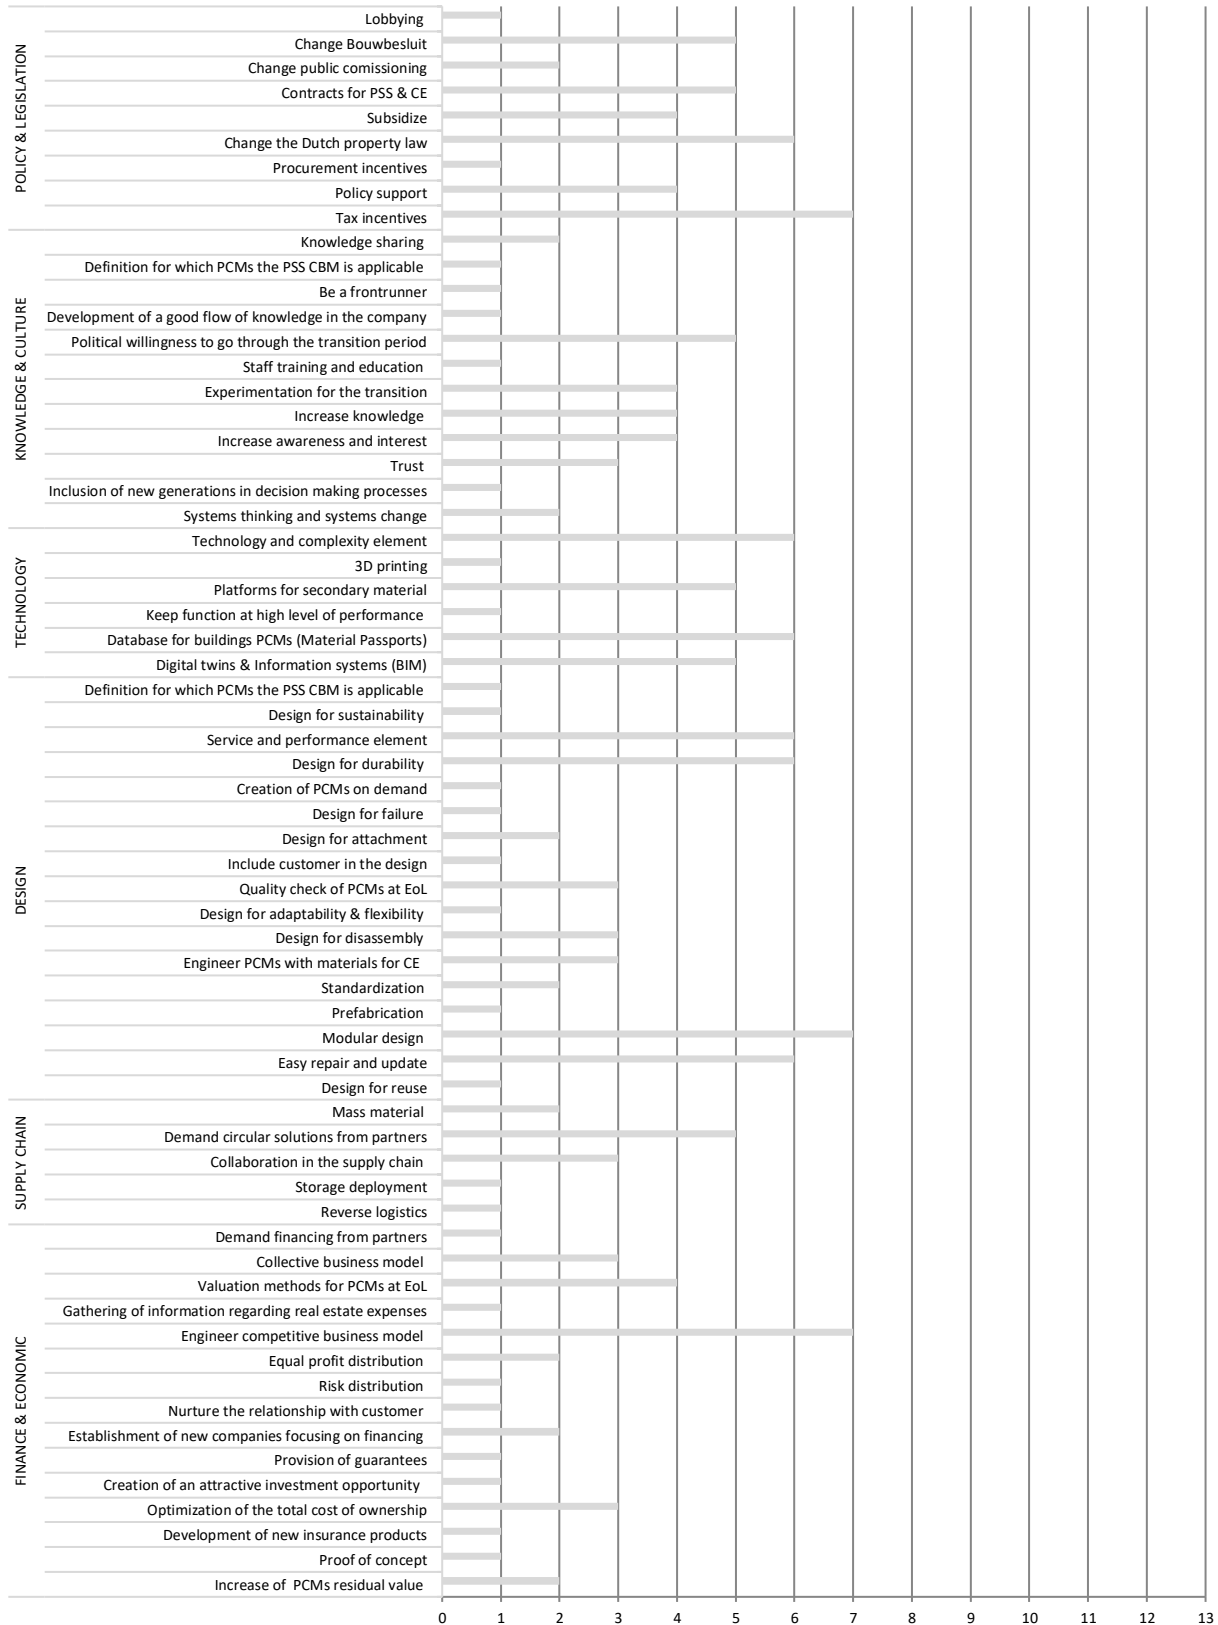 POLICY & LEGISLATION
Lobbying
Change Bouwbesluit
Change public comissioning
Contracts for PSS & CE
Subsidize
Change the Dutch property law
Procurement incentives
Policy support
Tax incentives
KNOWLEDGE & CULTURE
Knowledge sharing
Definition for which PCMs the PSS CBM is applicable
Be a frontrunner
Development of a good flow of knowledge in the company
Political willingness to go through the transition period
Staff training and education
Experimentation for the transition
Increase knowledge
Increase awareness and interest
Trust
Inclusion of new generations in decision making processes
Systems thinking and systems change
TECHNOLOGY
Technology and complexity element
3D printing
Platforms for secondary material
Keep function at high level of performance
Database for buildings PCMs (Material Passports)
Digital twins & Information systems (BIM)
DESIGN
Definition for which PCMs the PSS CBM is applicable
Design for sustainability
Service and performance element
Design for durability
Creation of PCMs on demand
Design for failure
Design for attachment
Include customer in the design
Quality check of PCMs at EoL
Design for adaptability & flexibility
Design for disassembly
Engineer PCMs with materials for CE
Standardization
Prefabrication
Modular design
Easy repair and update
Design for reuse
SUPPLY CHAIN
Mass material
Demand circular solutions from partners
Collaboration in the supply chain
Storage deployment
Reverse logistics
FINANCE & ECONOMIC
Demand financing from partners
Collective business model
Valuation methods for PCMs at EoL
Gathering of information regarding real estate expenses
Engineer competitive business model
Equal profit distribution
Risk distribution
Nurture the relationship with customer
Establishment of new companies focusing on financing
Provision of guarantees
Creation of an attractive investment opportunity
Optimization of the total cost of ownership
Development of new insurance products
Proof of concept
Increase of PCMs residual value
0 1 2 3 4 5 6 7 8 9 10 11 12 13